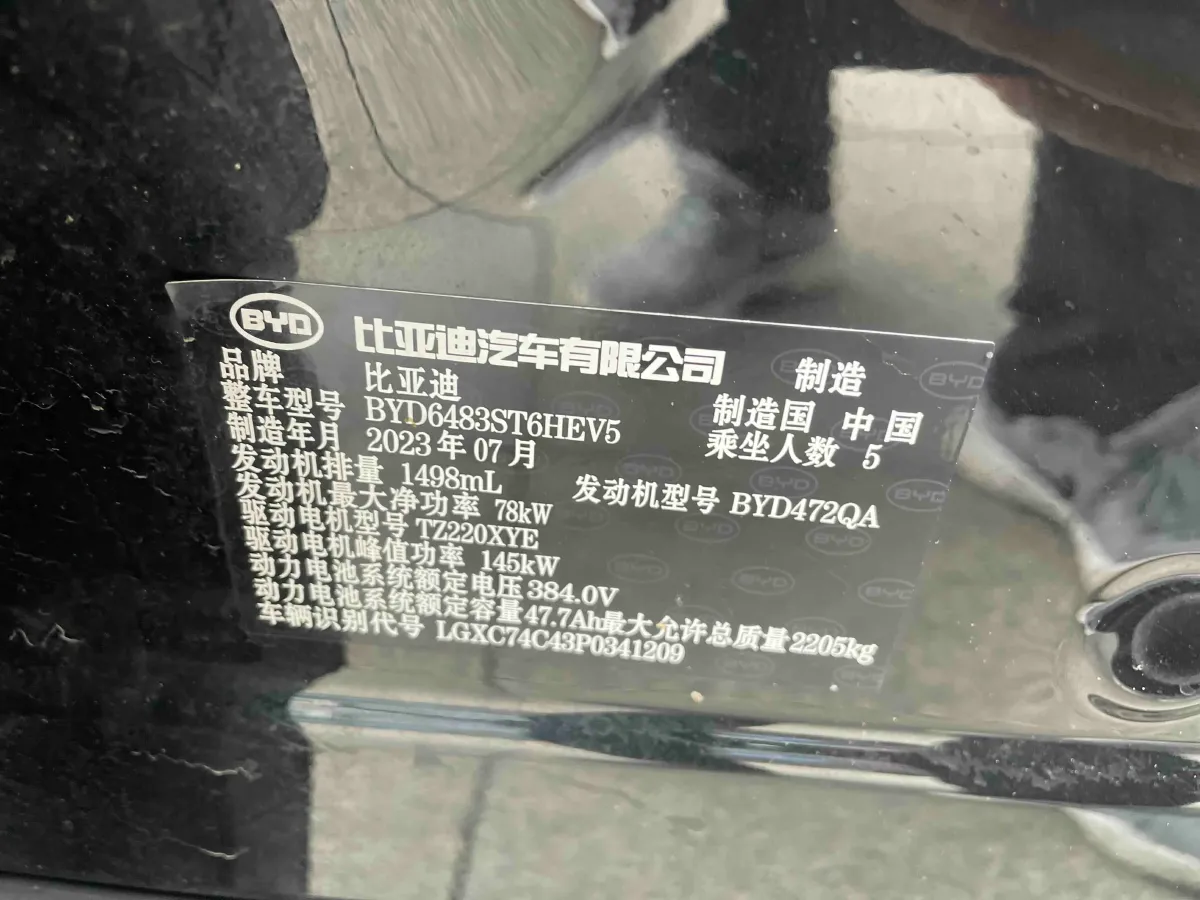 BYD 比亚迪汽车有限公司 制造
品牌 比亚迪 制造国 中国
整车型号 BYD6483ST6HEV5 乘坐人数 5
制造年月 2023年07月
发动机排量 1498mL 发动机型号 BYD472QA
发动机最大净功率 78kW
驱动电机型号 TZ220XYE
驱动电机峰值功率 145kW
动力电池系统额定电压 384.0V
动力电池系统额定容量 47.7Ah 最大允许总质量 2205kg
车辆识别代号 LGXC74C43P0341209